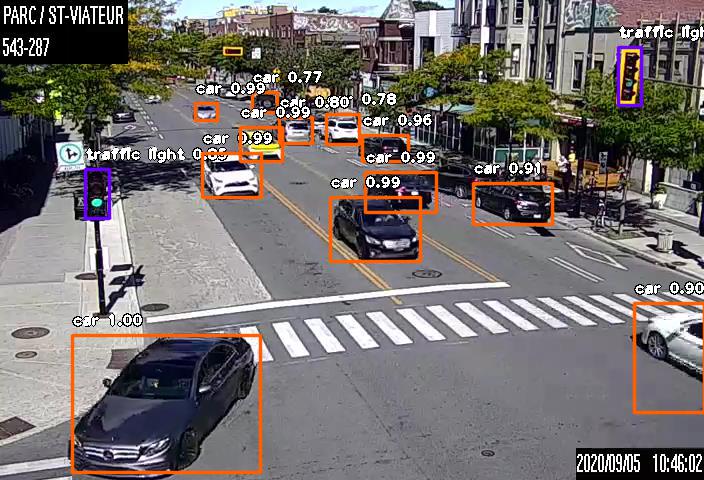 PARC / ST-VIATEUR
543-287
traffic ligh
car 0.77
car 0.99
car 0.80
0.78
car 0.99
car 0.96
car 0.99
traffic light 0.
car 0.99
car 0.91
car 0.99
car 0.90
car 1.00
2020/09/05 10:46:02